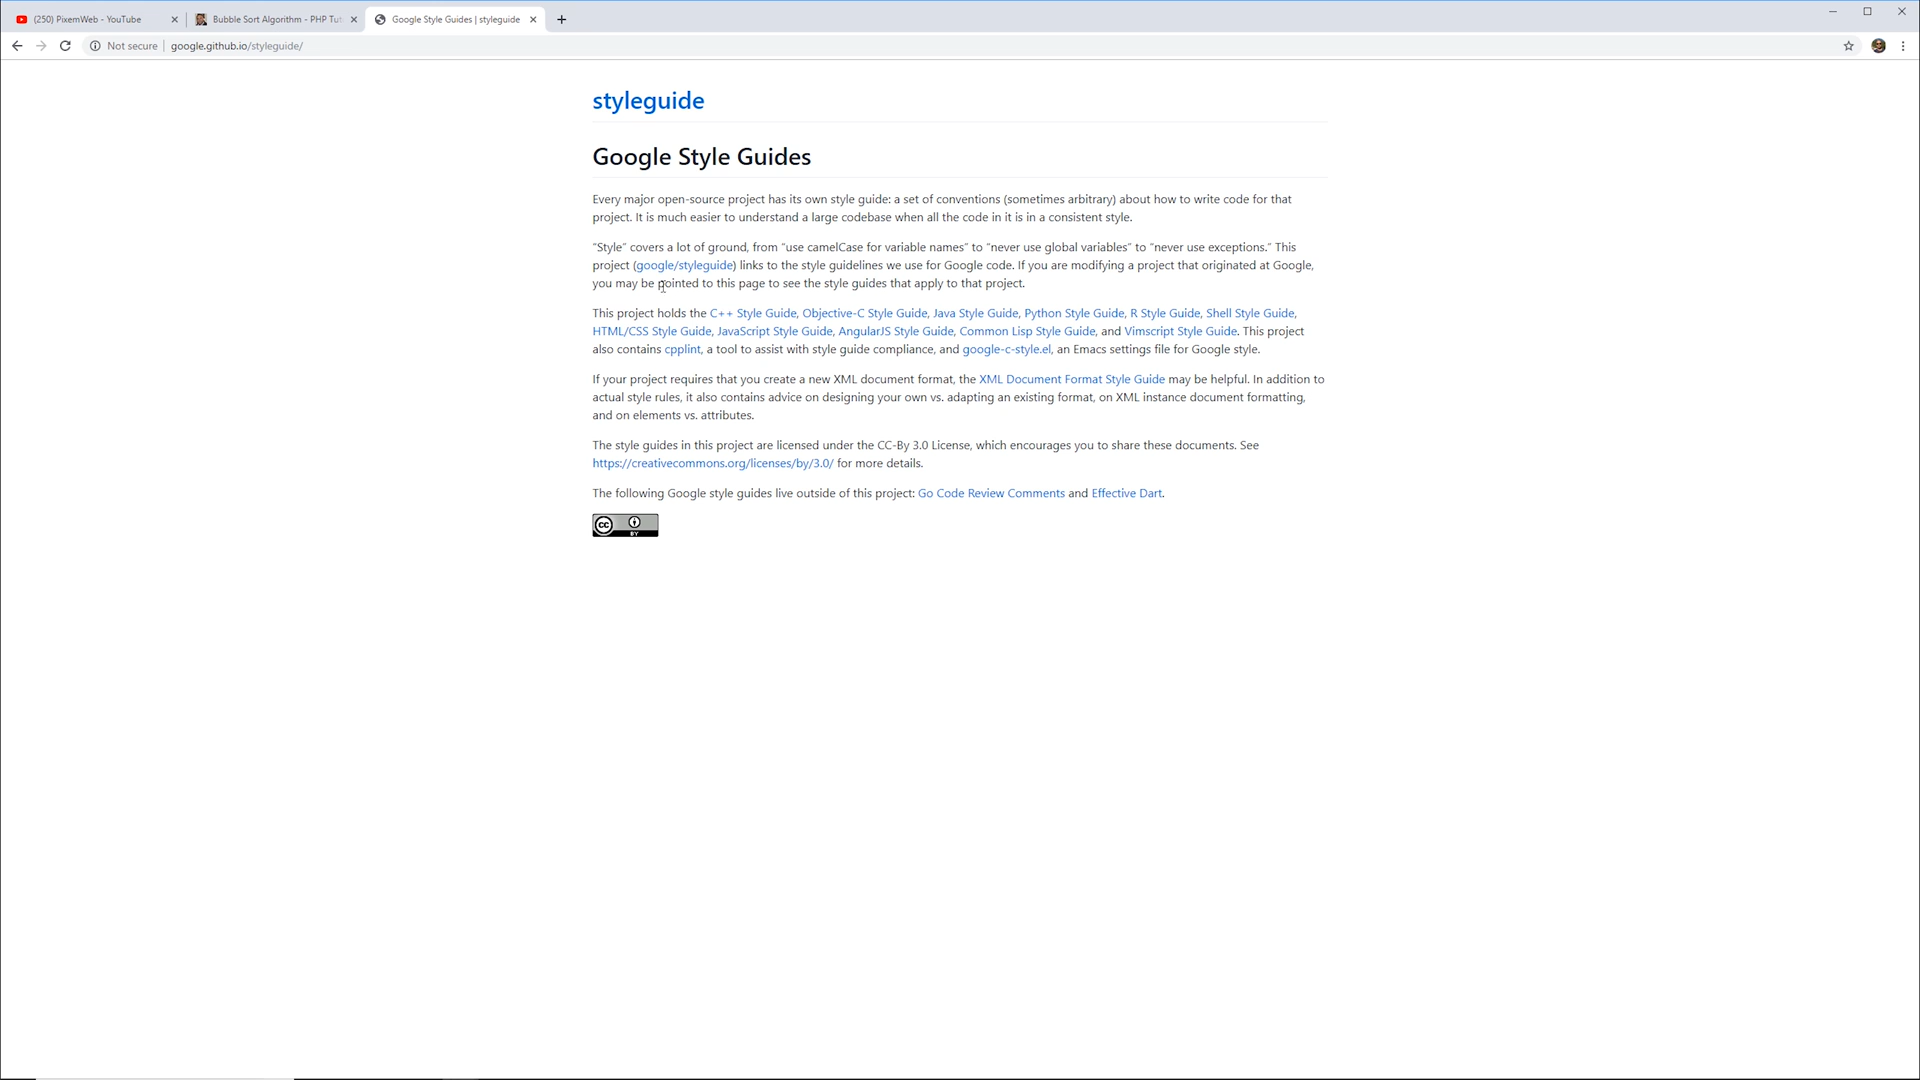 (250) PixemWeb - YouTube
Bubble Sort Algorithm - PHP Tut
Google Style Guides | styleguide
Not secure
google.github.io/styleguide/
styleguide
Google Style Guides
Every major open-source project has its own style guide: a set of conventions (sometimes arbitrary) about how to write code for that
project. It is much easier to understand a large codebase when all the code in it is in a consistent style.
“Style” covers a lot of ground, from “use camelCase for variable names” to “never use global variables” to “never use exceptions.” This
project (google/styleguide) links to the style guidelines we use for Google code. If you are modifying a project that originated at Google,
you may be pointed to this page to see the style guides that apply to that project.
This project holds the C++ Style Guide, Objective-C Style Guide, Java Style Guide, Python Style Guide, R Style Guide, Shell Style Guide,
HTML/CSS Style Guide, JavaScript Style Guide, AngularJS Style Guide, Common Lisp Style Guide, and Vimscript Style Guide. This project
also contains cpplint, a tool to assist with style guide compliance, and google-c-style.el, an Emacs settings file for Google style.
If your project requires that you create a new XML document format, the XML Document Format Style Guide may be helpful. In addition to
actual style rules, it also contains advice on designing your own vs. adapting an existing format, on XML instance document formatting,
and on elements vs. attributes.
The style guides in this project are licensed under the CC-By 3.0 License, which encourages you to share these documents. See
https://creativecommons.org/licenses/by/3.0/ for more details.
The following Google style guides live outside of this project: Go Code Review Comments and Effective Dart.
cc
BY